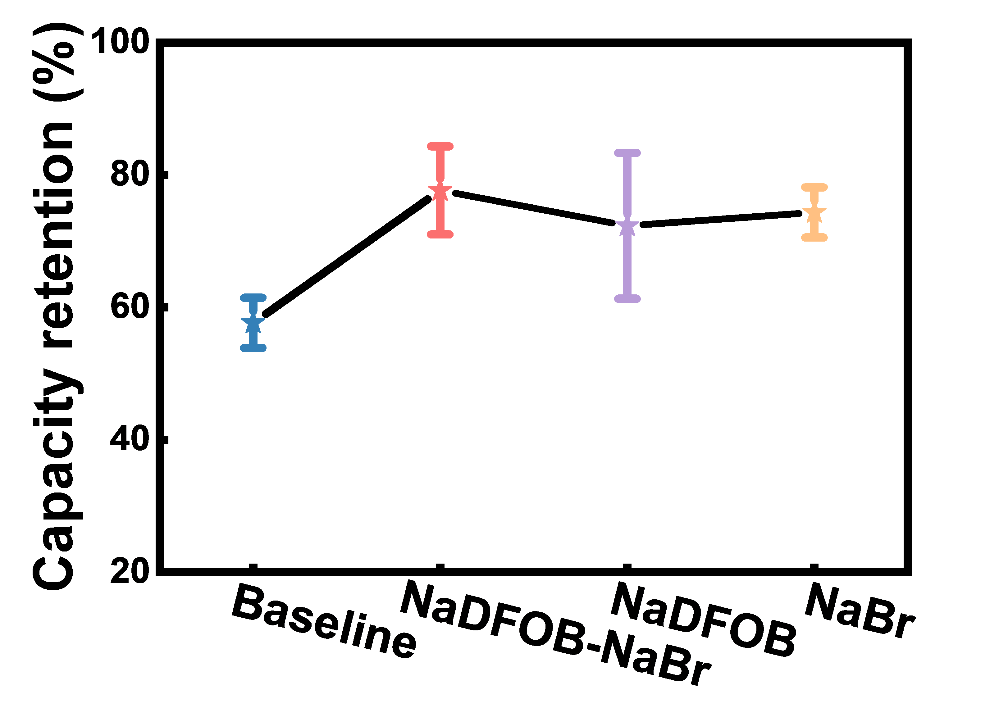 Capacity retention (%)
100
80
60
40
20
Baseline
NaDFOB-NaBr
NaDFOB
NaBr